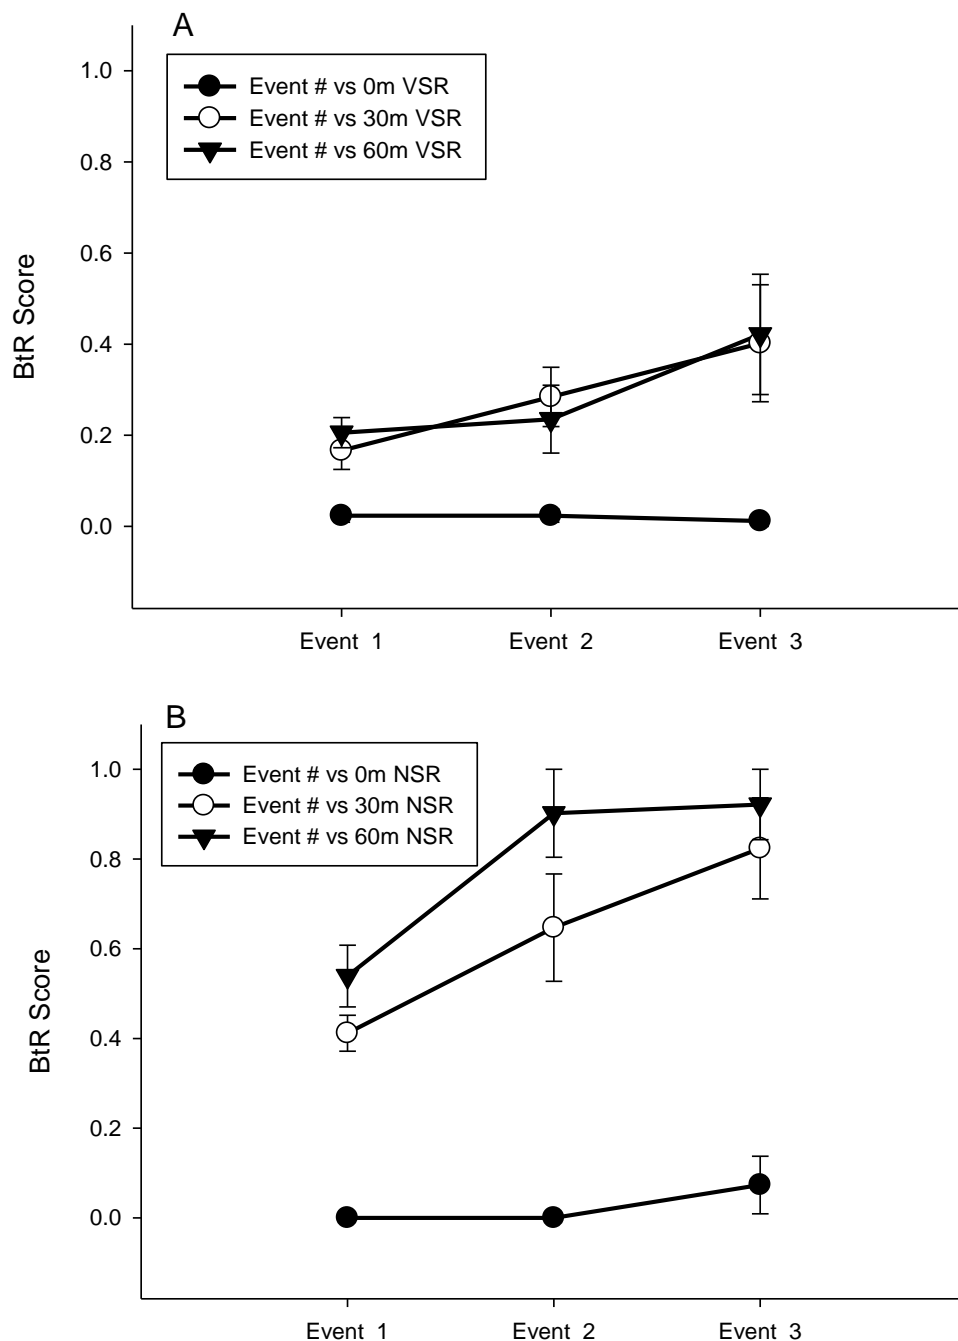 A
Event # vs 0m VSR
Event # vs 30m VSR
Event # vs 60m VSR
1.0
0.8
0.6
0.4
0.2
0.0
BtR Score
Event 1
Event 2
Event 3
B
Event # vs 0m NSR
Event # vs 30m NSR
Event # vs 60m NSR
1.0
0.8
0.6
0.4
0.2
0.0
BtR Score
Event 1
Event 2
Event 3